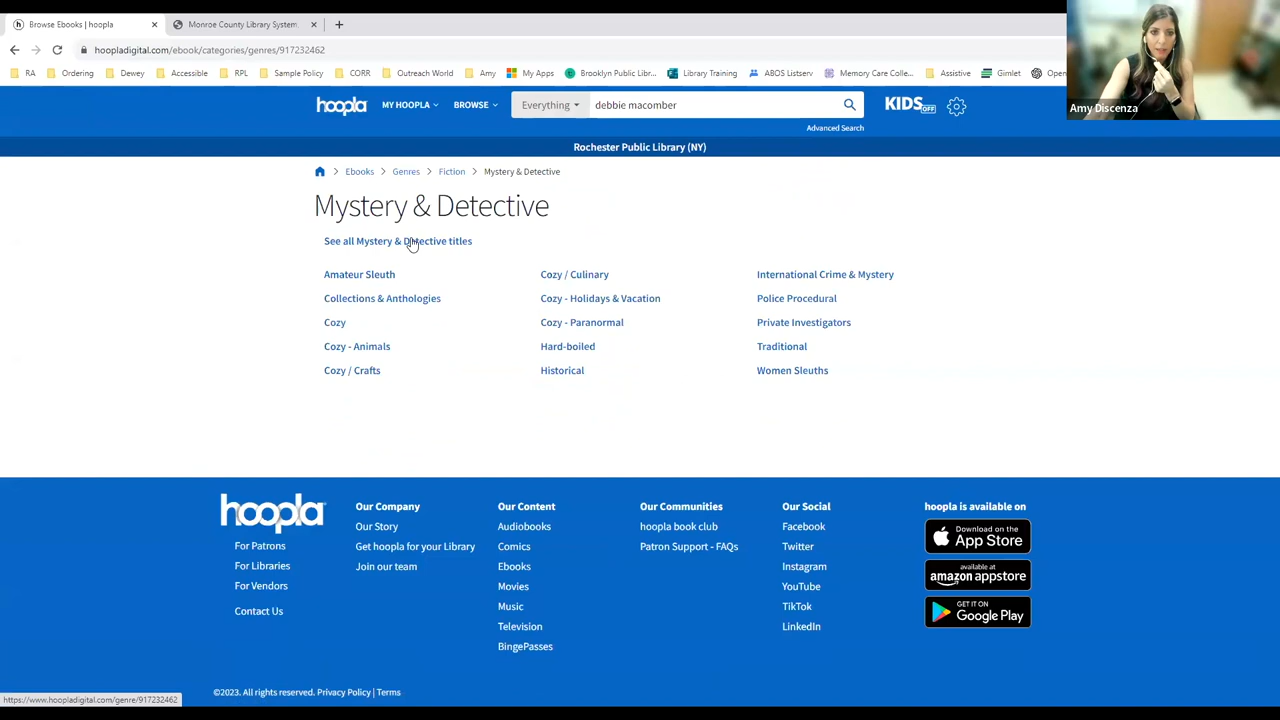 Browse Ebooks | hoopla
Monroe County Library System
hoopladigital.com/ebook/categories/genres/917232462
RA Ordering Dewey Accessible RPL Sample Policy CORR Outreach World Amy My Apps Brooklyn Public Libr... Library Training ABOS Listserv Memory Care Colle... Assistive Gimlet Open
Amy Discenza
hoopla MY HOOPLA BROWSE Everything debbie macomber KIDS OFF
Advanced Search
Rochester Public Library (NY)
Ebooks > Genres > Fiction > Mystery & Detective
Mystery & Detective
See all Mystery & Detective titles
Amateur Sleuth Cozy / Culinary International Crime & Mystery
Collections & Anthologies Cozy - Holidays & Vacation Police Procedural
Cozy Cozy - Paranormal Private Investigators
Cozy - Animals Hard-boiled Traditional
Cozy / Crafts Historical Women Sleuths
hoopla
For Patrons
For Libraries
For Vendors
Contact Us
Our Company
Our Story
Get hoopla for your Library
Join our team
Our Content
Audiobooks
Comics
Ebooks
Movies
Music
Television
BingePasses
Our Communities
hoopla book club
Patron Support - FAQs
Our Social
Facebook
Twitter
Instagram
YouTube
TikTok
LinkedIn
hoopla is available on
Download on the
App Store
available at
amazon appstore
GET IT ON
Google Play
©2023. All rights reserved. Privacy Policy | Terms
https://www.hoopladigital.com/genre/917232462